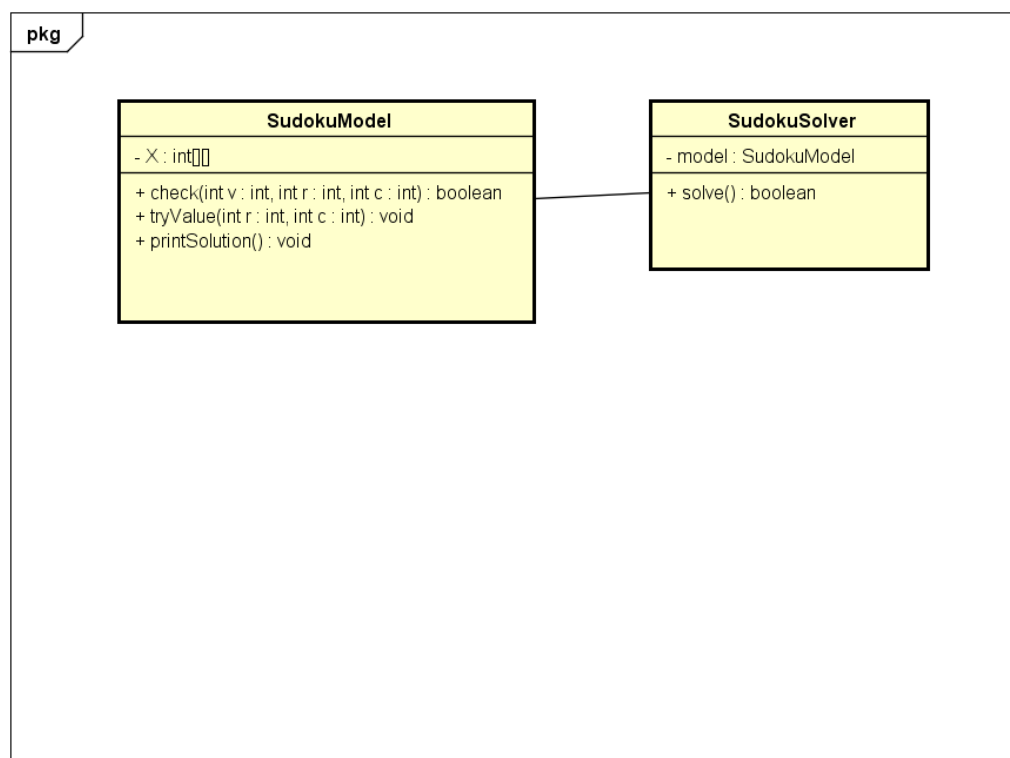 pkg
SudokuModel
- X : int[][]
+ check(int v : int, int r : int, int c : int) : boolean
+ tryValue(int r : int, int c : int) : void
+ printSolution() : void
SudokuSolver
- model : SudokuModel
+ solve() : boolean